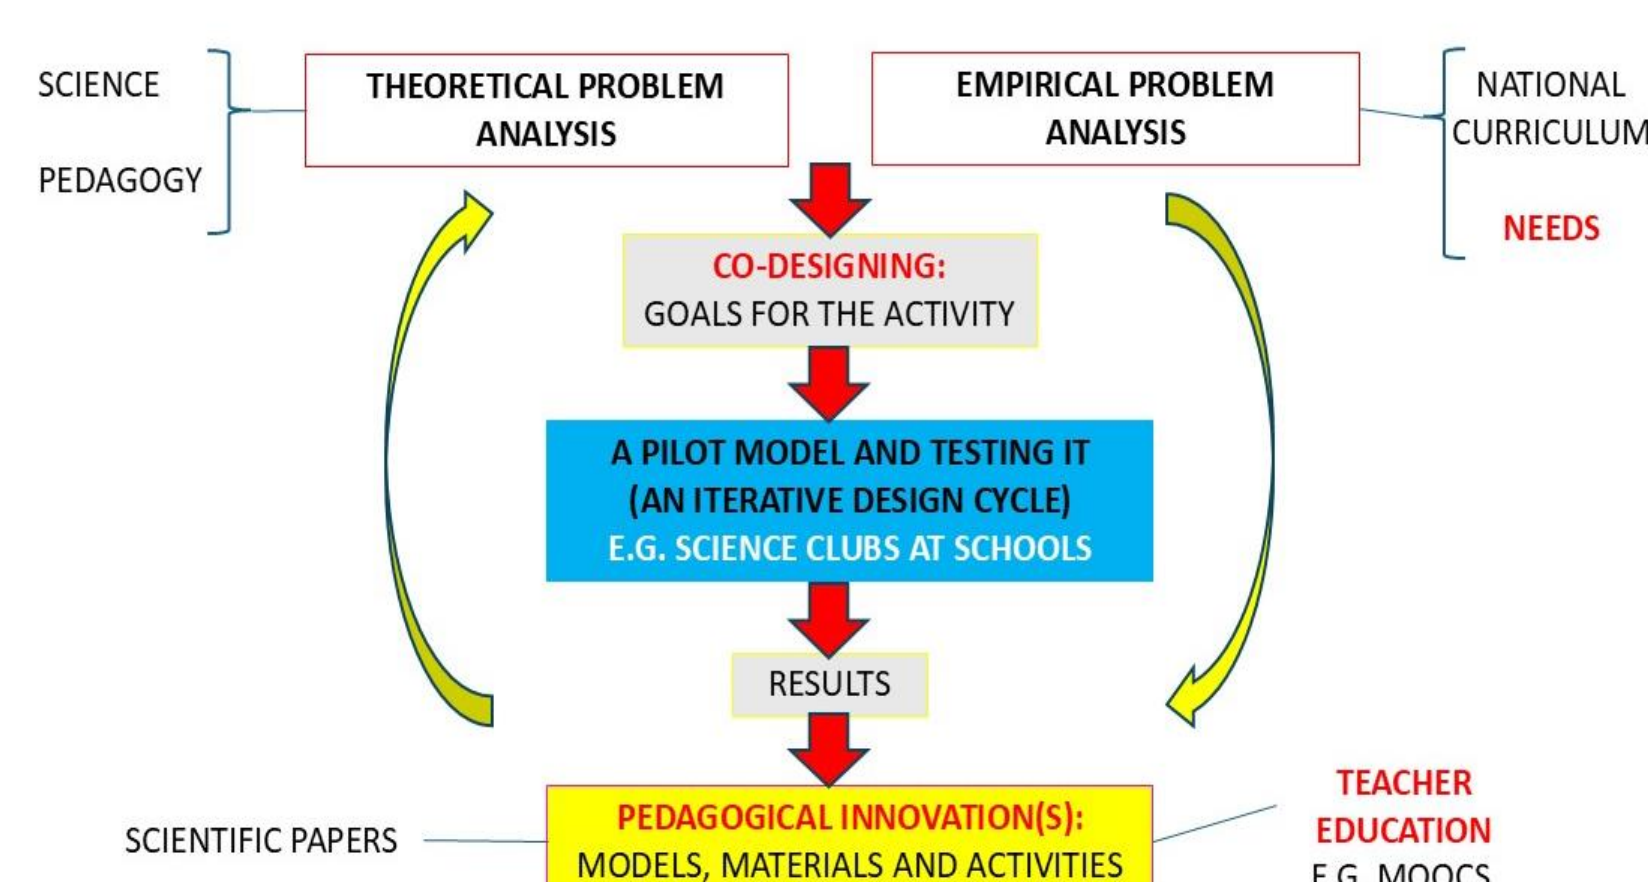 SCIENCE
PEDAGOGY
THEORETICAL PROBLEM
ANALYSIS
EMPIRICAL PROBLEM
ANALYSIS
NATIONAL
CURRICULUM
NEEDS
CO-DESIGNING:
GOALS FOR THE ACTIVITY
A PILOT MODEL AND TESTING IT
(AN ITERATIVE DESIGN CYCLE)
E.G. SCIENCE CLUBS AT SCHOOLS
RESULTS
PEDAGOGICAL INNOVATION(S):
MODELS, MATERIALS AND ACTIVITIES
SCIENTIFIC PAPERS
TEACHER
EDUCATION
E.G. MOOCS